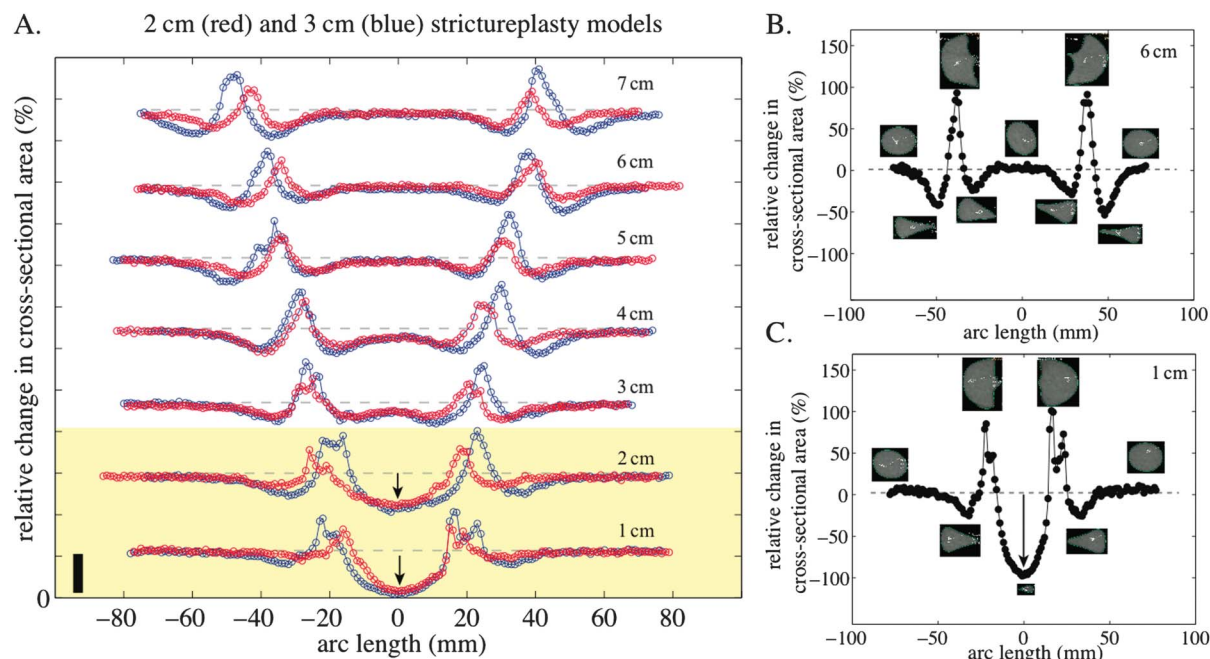 A.
2 cm (red) and 3 cm (blue) strictureplasty models
relative change in cross-sectional area (%)
7 cm
6 cm
5 cm
4 cm
3 cm
2 cm
1 cm
0
−80 −60 −40 −20 0 20 40 60 80
arc length (mm)
B.
6 cm
relative change in
cross-sectional area (%)
150
100
50
0
−50
−100
−100 −50 0 50 100
arc length (mm)
C.
1 cm
relative change in
cross-sectional area (%)
150
100
50
0
−50
−100
−100 −50 0 50 100
arc length (mm)